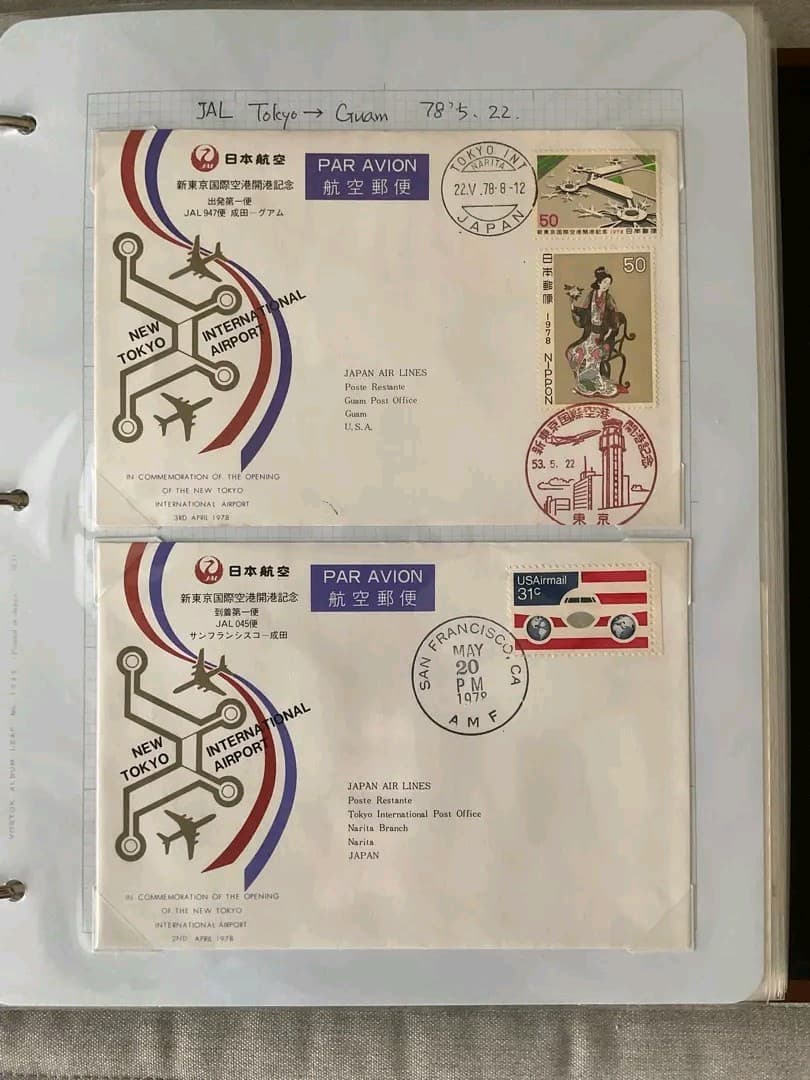 JAL Tokyo → Guam 78'5.22.
JAL
日本航空
PAR AVION
航空郵便
新東京国際空港開港記念
出発第一便
JAL 947便 成田ーグアム
TOKYO INT
NARITA
22.V.78·8-12
JAPAN
50
新東京国際空港開港記念 1978 日本郵便
50
日本郵便 1978 NIPPON
NEW
TOKYO
INTERNATIONAL
AIRPORT
JAPAN AIR LINES
Poste Restante
Guam Post Office
Guam
U.S.A.
新東京国際空港 開港記念
53.5.22
東京
IN COMMEMORATION OF THE OPENING
OF THE NEW TOKYO
INTERNATIONAL AIRPORT
3RD APRIL 1978
JAL
日本航空
PAR AVION
航空郵便
新東京国際空港開港記念
到着第一便
JAL 045便
サンフランシスコー成田
USAirmail
31c
SAN FRANCISCO, CA
MAY
20
PM
1978
AMF
NEW
TOKYO
INTERNATIONAL
AIRPORT
JAPAN AIR LINES
Poste Restante
Tokyo International Post Office
Narita Branch
Narita
JAPAN
IN COMMEMORATION OF THE OPENING
OF THE NEW TOKYO
INTERNATIONAL AIRPORT
2ND APRIL 1978
ALBUM LEAF